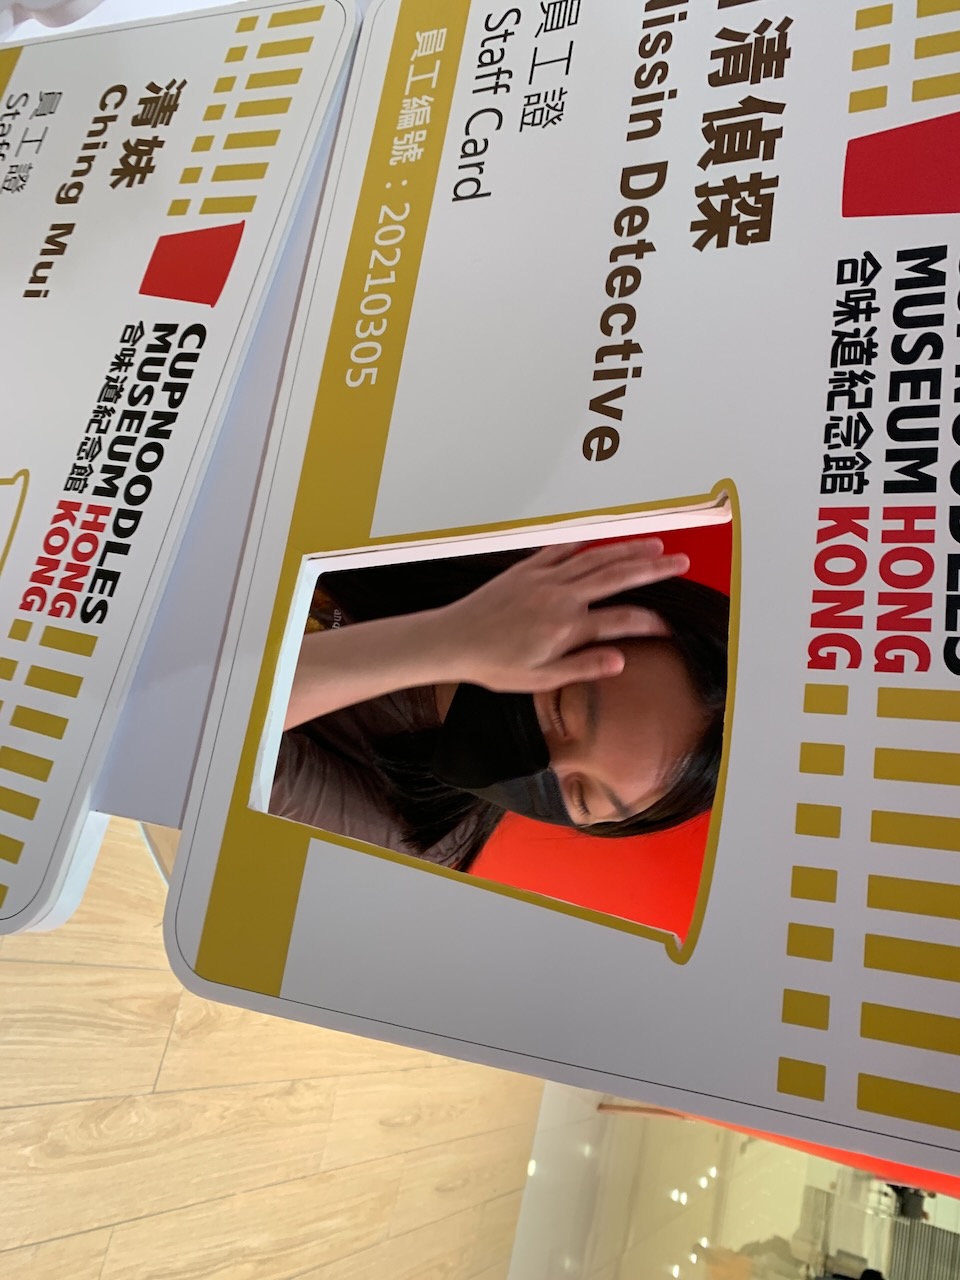 清妹
Ching Mui
員工證
CUPNOODLES
MUSEUM HONG
合味道紀念館 KONG
清偵探
Nissin Detective
員工證
Staff Card
員工編號：20210305
MUSEUM HONG
合味道紀念館 KONG